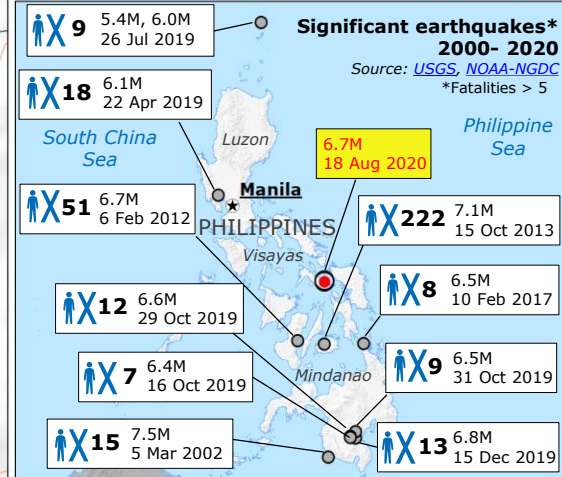 Significant earthquakes*
2000- 2020
Source: USGS, NOAA-NGDC
*Fatalities > 5
9 5.4M, 6.0M
26 Jul 2019
18 6.1M
22 Apr 2019
South China
Sea
Luzon
Philippine
Sea
6.7M
18 Aug 2020
Manila
51 6.7M
6 Feb 2012
PHILIPPINES
222 7.1M
15 Oct 2013
Visayas
8 6.5M
10 Feb 2017
12 6.6M
29 Oct 2019
7 6.4M
16 Oct 2019
Mindanao
9 6.5M
31 Oct 2019
15 7.5M
5 Mar 2002
13 6.8M
15 Dec 2019